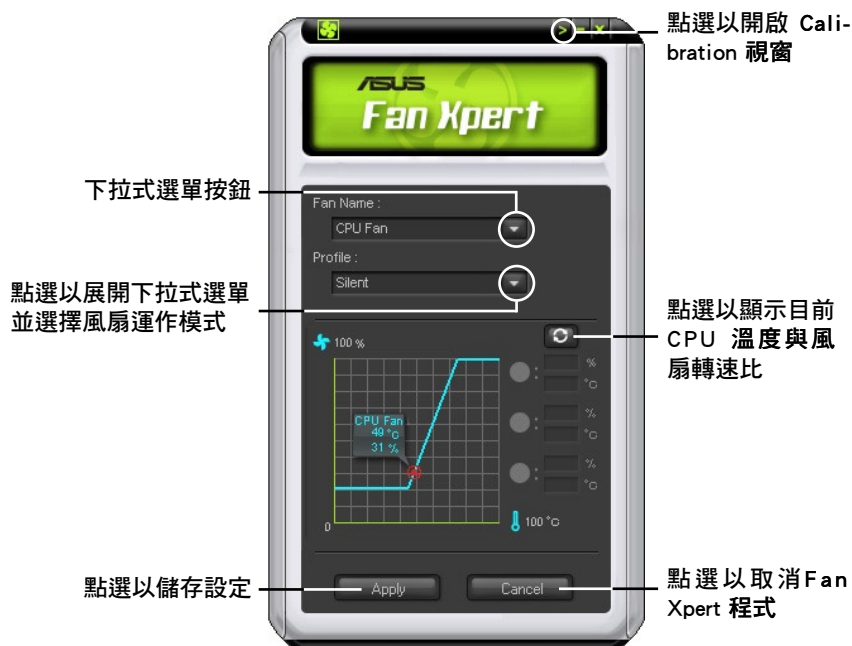 點選以開啟 Cali-
bration 視窗
ASUS
Fan Xpert
下拉式選單按鈕
Fan Name :
CPU Fan
Profile :
Silent
點選以展開下拉式選單
並選擇風扇運作模式
點選以顯示目前
CPU 溫度與風
扇轉速比
100 %
%
°C
CPU Fan
49 °C
31 %
%
°C
%
°C
0
100 °C
點選以儲存設定
Apply
Cancel
點選以取消Fan
Xpert 程式